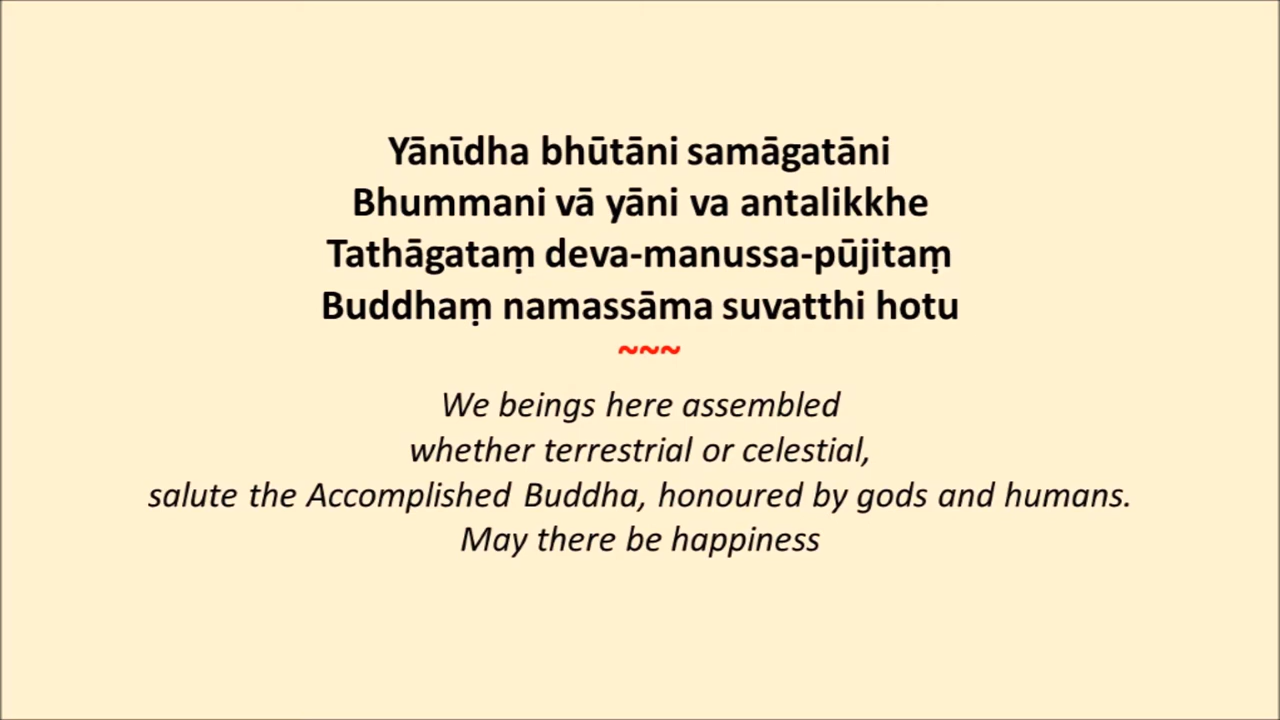 Yānīdha bhūtāni samāgatāni
Bhummani vā yāni va antalikkhe
Tathāgataṃ deva-manussa-pūjitaṃ
Buddhaṃ namassāma suvatthi hotu
~~~
We beings here assembled
whether terrestrial or celestial,
salute the Accomplished Buddha, honoured by gods and humans.
May there be happiness